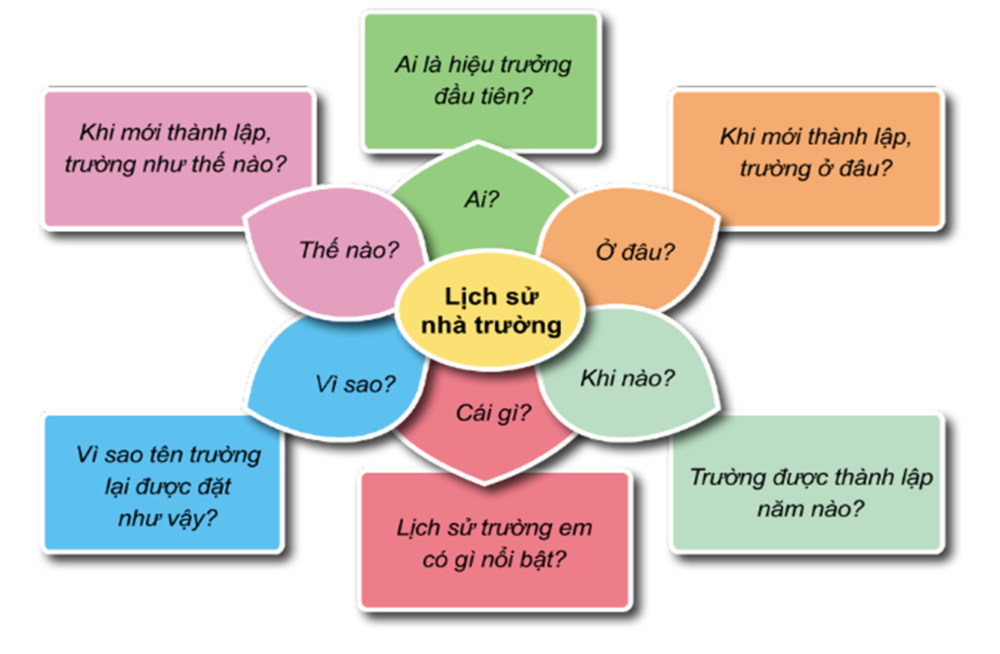 Ai là hiệu trưởng
đầu tiên?
Khi mới thành lập,
trường như thế nào?
Khi mới thành lập,
trường ở đâu?
Ai?
Thế nào?
Ở đâu?
Lịch sử
nhà trường
Vì sao?
Khi nào?
Cái gì?
Vì sao tên trường
lại được đặt
như vậy?
Trường được thành lập
năm nào?
Lịch sử trường em
có gì nổi bật?